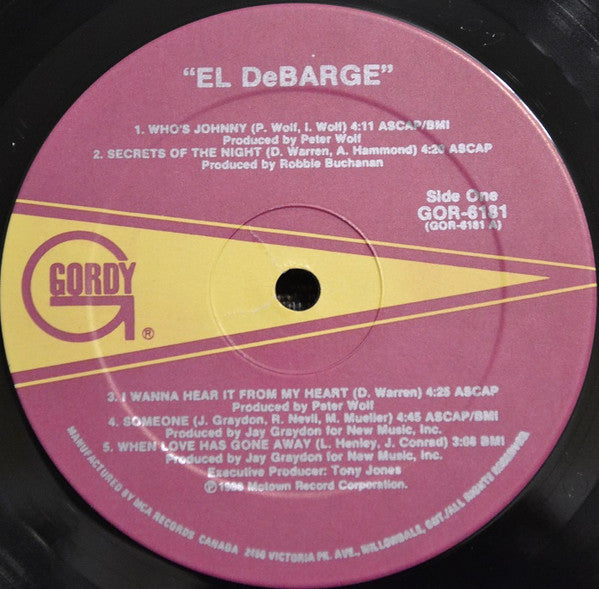 "EL DeBARGE"
1. WHO'S JOHNNY (P. Wolf, I. Wolf) 4:11 ASCAP/BMI
Produced by Peter Wolf
2. SECRETS OF THE NIGHT (D. Warren, A. Hammond) 4:23 ASCAP
Produced by Robbie Buchanan
Side One
GOR-6181
(GOR-6181 A)
GORDY
®
3. I WANNA HEAR IT FROM MY HEART (D. Warren) 4:25 ASCAP
Produced by Peter Wolf
4. SOMEONE (J. Graydon, R. Nevil, M. Mueller) 4:45 ASCAP/BMI
Produced by Jay Graydon for New Music, Inc.
5. WHEN LOVE HAS GONE AWAY (L. Henley, J. Conrad) 3:08 BMI
Produced by Jay Graydon for New Music, Inc.
Executive Producer: Tony Jones
℗ 1986 Motown Record Corporation.
MANUFACTURED BY MCA RECORDS CANADA 2450 VICTORIA PK. AVE., WILLOWDALE, ONT./ALL RIGHTS RESERVED